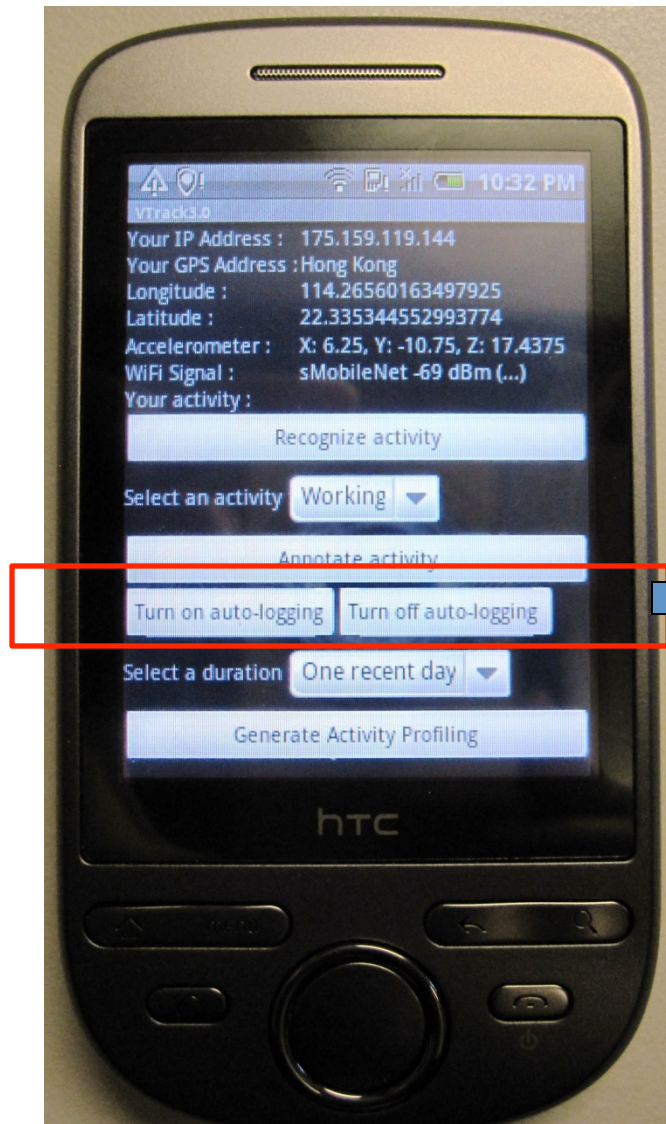 10:32 PM
VTrack3.0
Your IP Address : 175.159.119.144
Your GPS Address : Hong Kong
Longitude : 114.26560163497925
Latitude : 22.335344552993774
Accelerometer : X: 6.25, Y: -10.75, Z: 17.4375
WiFi Signal : sMobileNet -69 dBm (...)
Your activity :
Recognize activity
Select an activity Working
Annotate activity
Turn on auto-logging Turn off auto-logging
Select a duration One recent day
Generate Activity Profiling
hTC
MENU